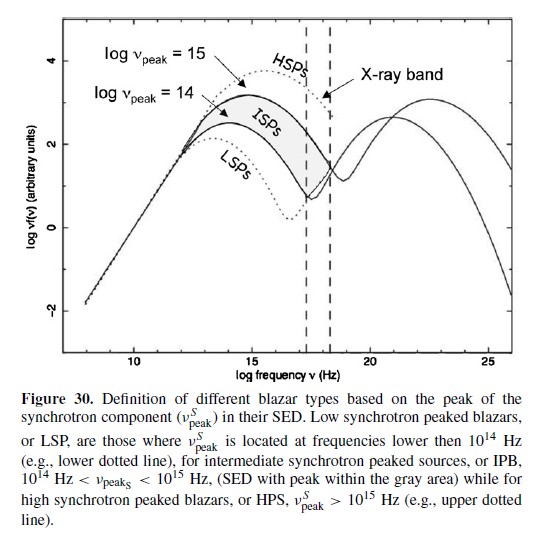 log ν_peak = 15
HSPs
X-ray band
log ν_peak = 14
ISPs
LSPs
log νf(ν) (arbitrary units)
4
2
0
-2
10
15
20
25
log frequency ν (Hz)
Figure 30. Definition of different blazar types based on the peak of the
synchrotron component (ν^S_peak) in their SED. Low synchrotron peaked blazars,
or LSP, are those where ν^S_peak is located at frequencies lower then 10^14 Hz
(e.g., lower dotted line), for intermediate synchrotron peaked sources, or IPB,
10^14 Hz < ν_peak_S < 10^15 Hz, (SED with peak within the gray area) while for
high synchrotron peaked blazars, or HPS, ν^S_peak > 10^15 Hz (e.g., upper dotted
line).